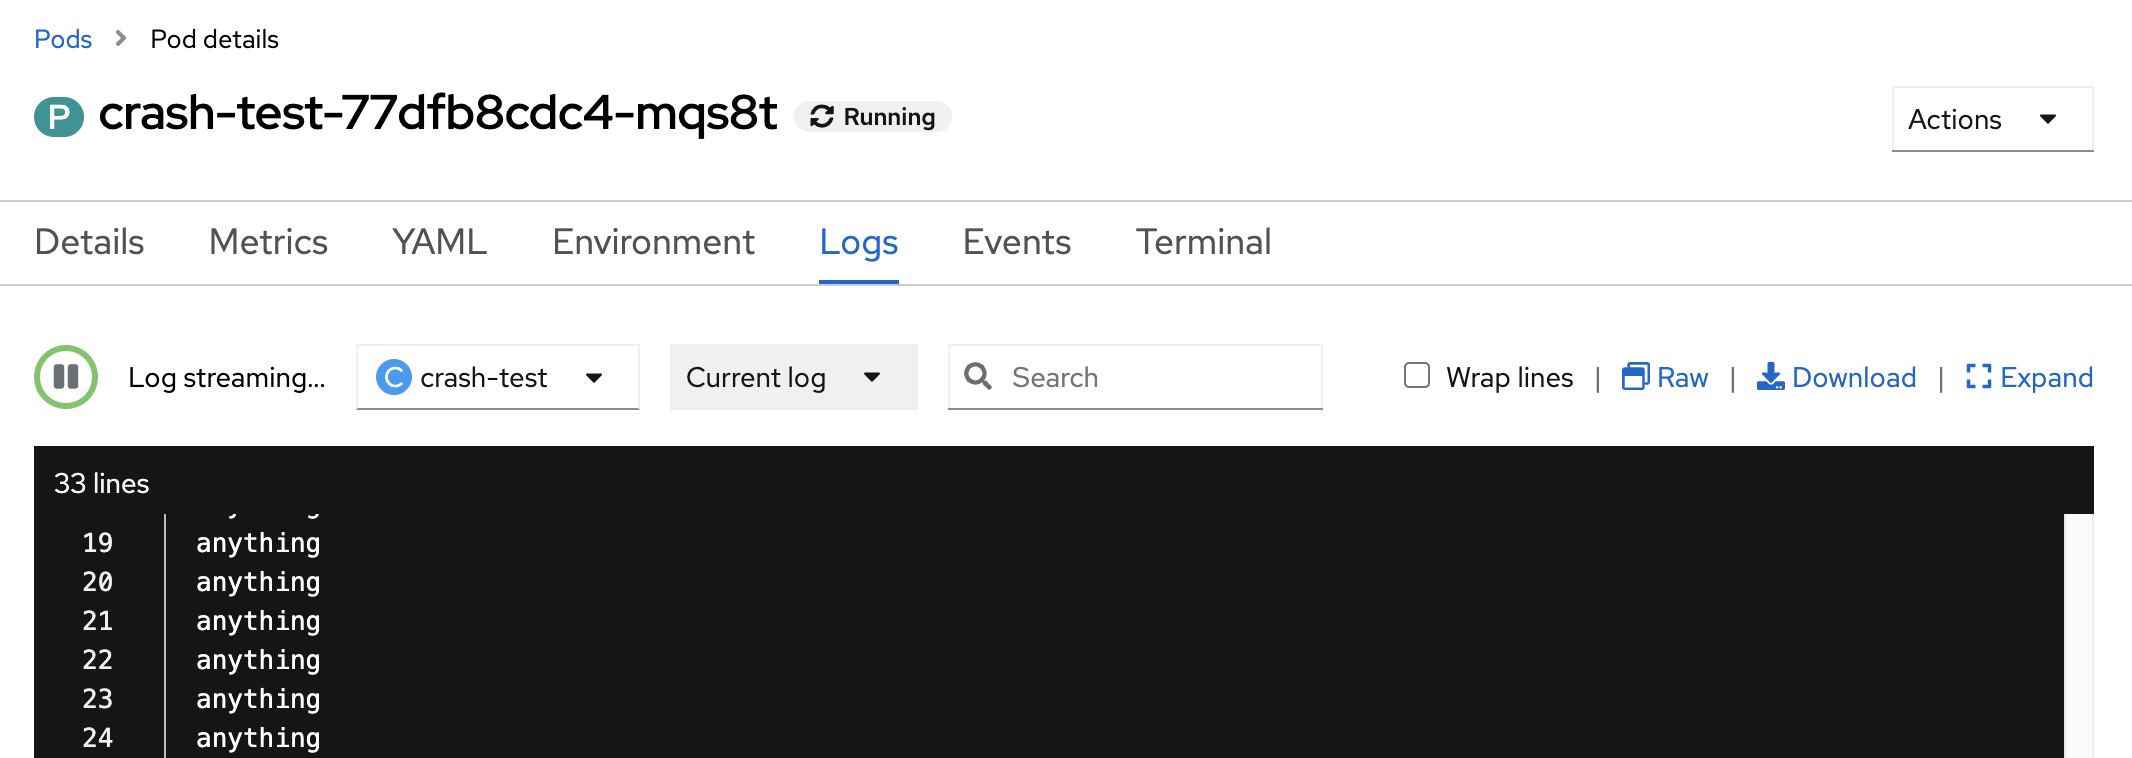 Pods > Pod details
P crash-test-77dfb8cdc4-mqs8t Running
Actions
Details Metrics YAML Environment Logs Events Terminal
Log streaming... C crash-test Current log Search Wrap lines | Raw | Download | Expand
33 lines
19 anything
20 anything
21 anything
22 anything
23 anything
24 anything